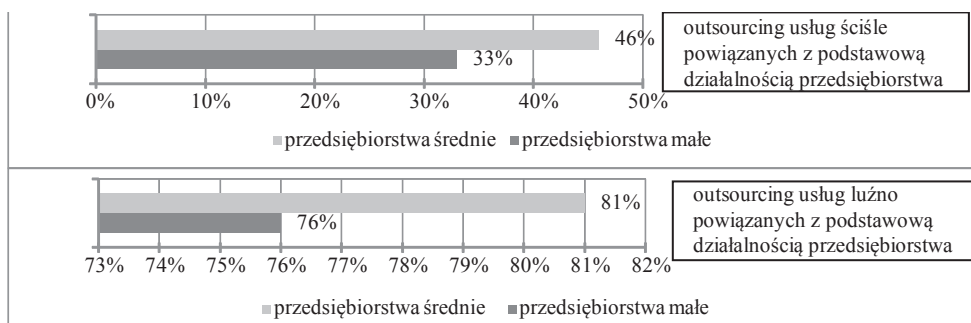 46%
33%
0% 10% 20% 30% 40% 50%
przedsiębiorstwa średnie przedsiębiorstwa małe
outsourcing usług ściśle
powiązanych z podstawową
działalnością przedsiębiorstwa
81%
76%
73% 74% 75% 76% 77% 78% 79% 80% 81% 82%
przedsiębiorstwa średnie przedsiębiorstwa małe
outsourcing usług luźno
powiązanych z podstawową
działalnością przedsiębiorstwa